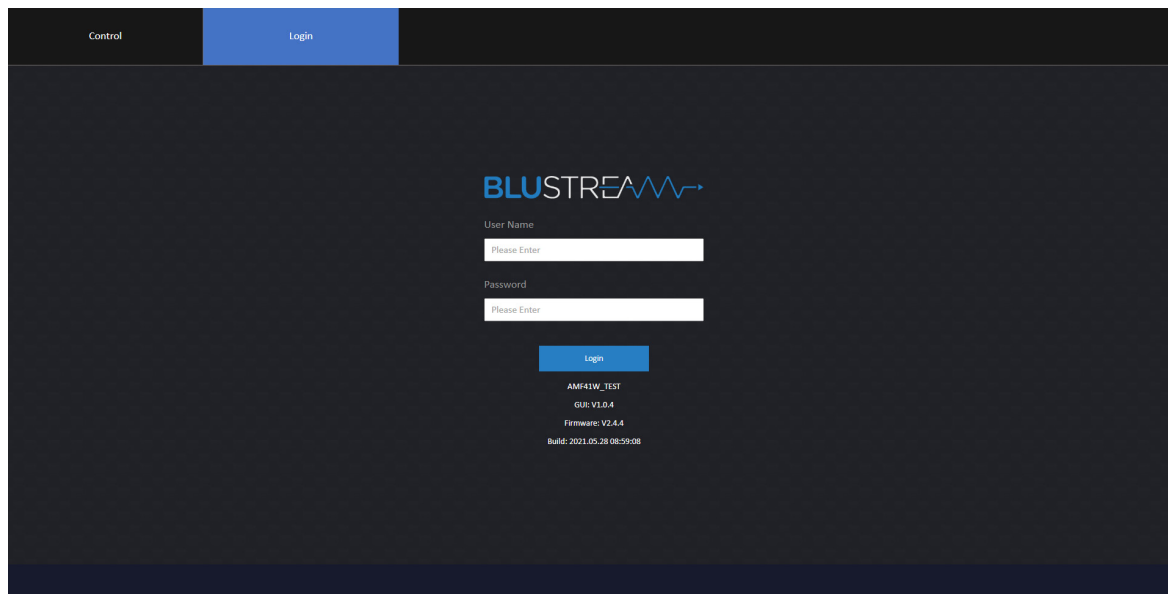 Control
Login
BLUSTREAM
User Name
Please Enter
Password
Please Enter
Login
AMF41W_TEST
GUI: V1.0.4
Firmware: V2.4.4
Build: 2021.05.28 08:59:08